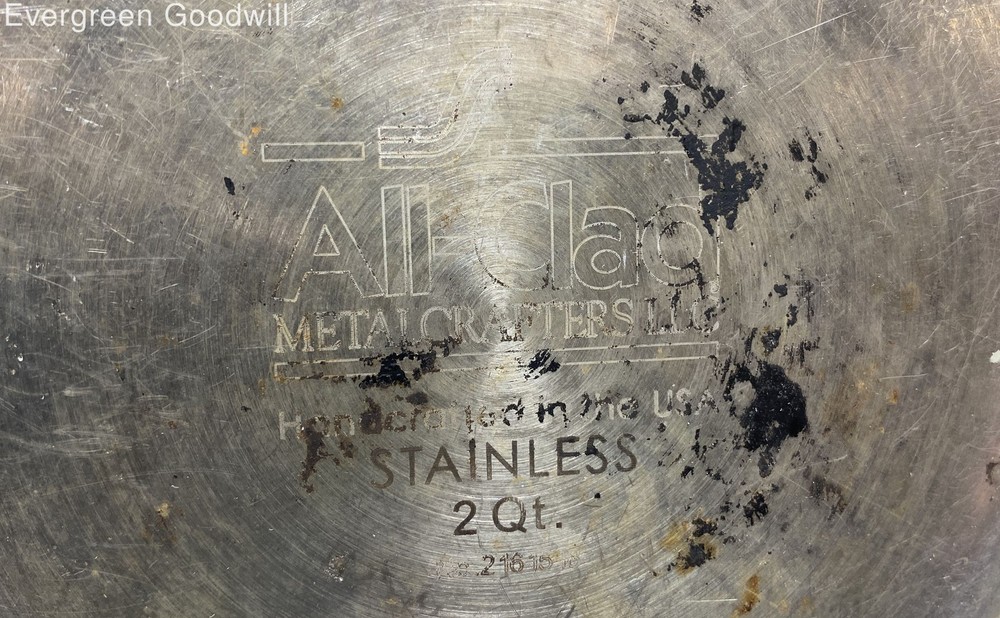 Evergreen Goodwill
All-Clad
METALCRAFTERS LLC
Handcrafted in the USA
STAINLESS
2 Qt.